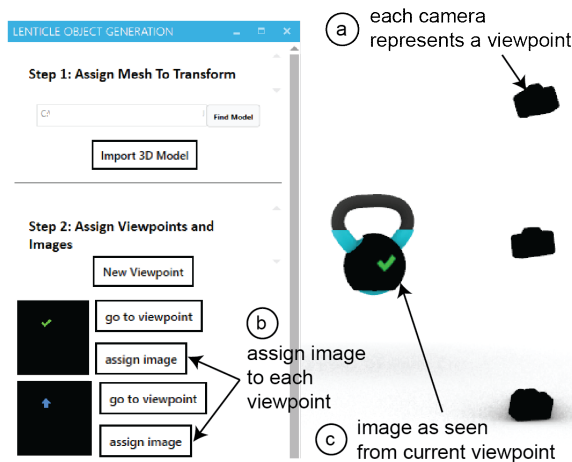 LENTICLE OBJECT GENERATION
Step 1: Assign Mesh To Transform
C:\
Find Model
Import 3D Model
Step 2: Assign Viewpoints and
Images
New Viewpoint
go to viewpoint
assign image
go to viewpoint
assign image
a
each camera
represents a viewpoint
b
assign image
to each
viewpoint
c
image as seen
from current viewpoint